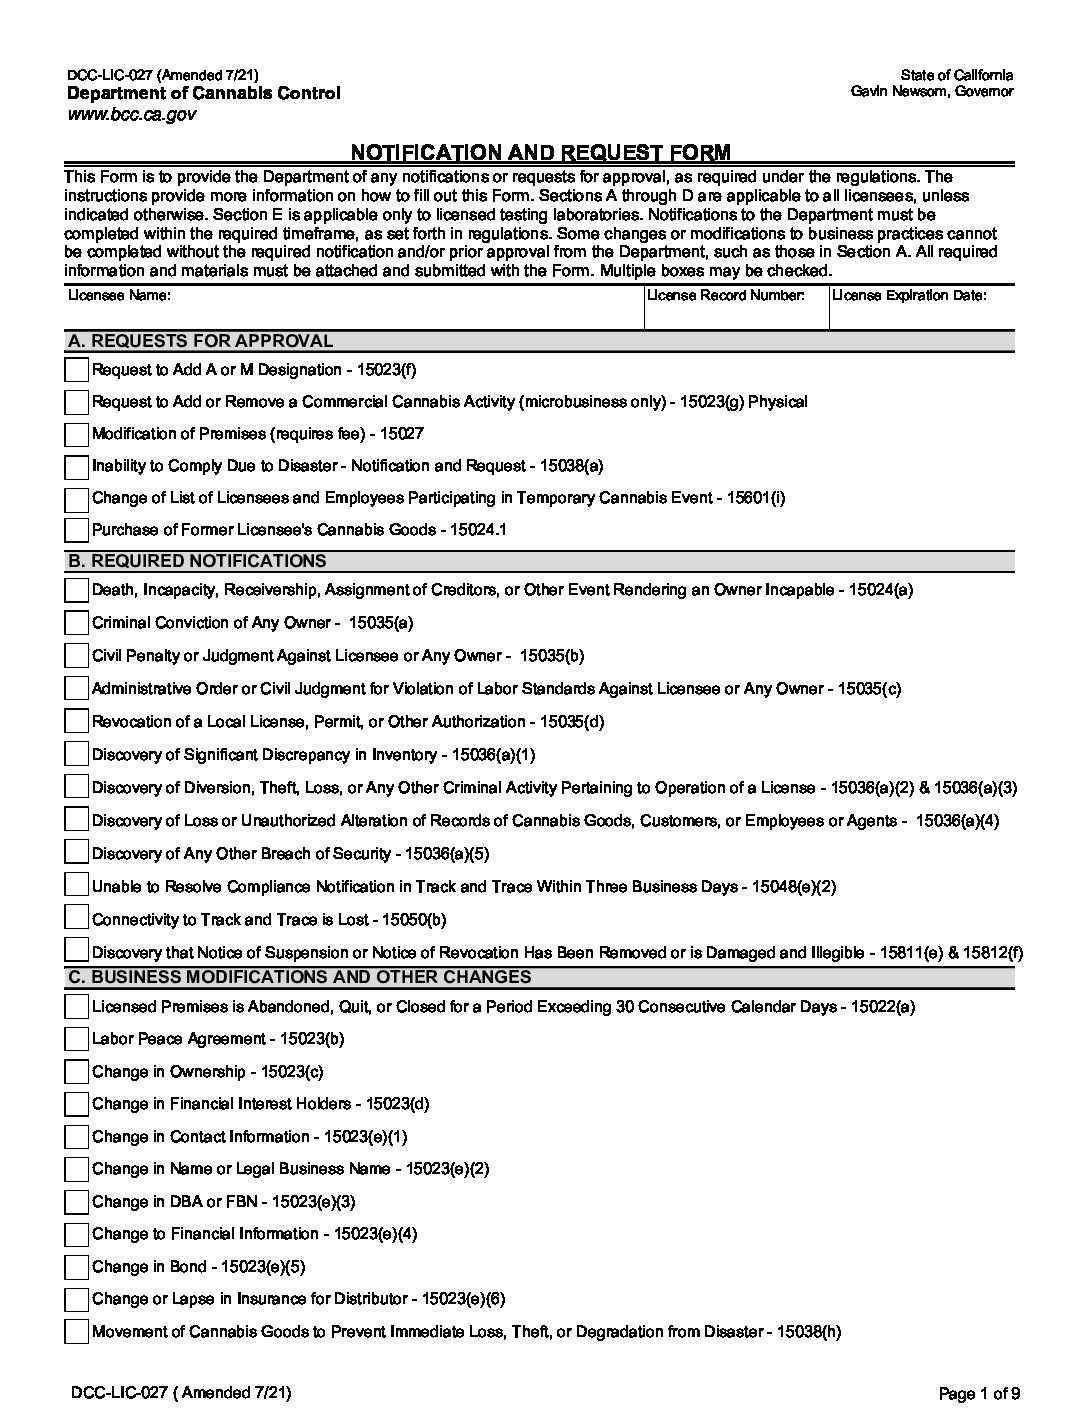 DCC-LIC-027 (Amended 7/21)
State of California
Department of Cannabis Control
Gavin Newsom, Governor
www.bcc.ca.gov
NOTIFICATION AND REQUEST FORM
This Form is to provide the Department of any notifications or requests for approval, as required under the regulations. The
instructions provide more information on how to fill out this Form. Sections A through D are applicable to all licensees, unless
indicated otherwise. Section E is applicable only to licensed testing laboratories. Notifications to the Department must be
completed within the required timeframe, as set forth in regulations. Some changes or modifications to business practices cannot
be completed without the required notification and/or prior approval from the Department, such as those in Section A. All required
information and materials must be attached and submitted with the Form. Multiple boxes may be checked.
Licensee Name:
License Record Number:
License Expiration Date:
A. REQUESTS FOR APPROVAL
Request to Add A or M Designation - 15023(f)
Request to Add or Remove a Commercial Cannabis Activity (microbusiness only) - 15023(g) Physical
Modification of Premises (requires fee) - 15027
Inability to Comply Due to Disaster - Notification and Request - 15038(a)
Change of List of Licensees and Employees Participating in Temporary Cannabis Event - 15601(i)
Purchase of Former Licensee's Cannabis Goods - 15024.1
B. REQUIRED NOTIFICATIONS
Death, Incapacity, Receivership, Assignment of Creditors, or Other Event Rendering an Owner Incapable - 15024(a)
Criminal Conviction of Any Owner - 15035(a)
Civil Penalty or Judgment Against Licensee or Any Owner - 15035(b)
Administrative Order or Civil Judgment for Violation of Labor Standards Against Licensee or Any Owner - 15035(c)
Revocation of a Local License, Permit, or Other Authorization - 15035(d)
Discovery of Significant Discrepancy in Inventory - 15036(a)(1)
Discovery of Diversion, Theft, Loss, or Any Other Criminal Activity Pertaining to Operation of a License - 15036(a)(2) & 15036(a)(3)
Discovery of Loss or Unauthorized Alteration of Records of Cannabis Goods, Customers, or Employees or Agents - 15036(a)(4)
Discovery of Any Other Breach of Security - 15036(a)(5)
Unable to Resolve Compliance Notification in Track and Trace Within Three Business Days - 15048(e)(2)
Connectivity to Track and Trace is Lost - 15050(b)
Discovery that Notice of Suspension or Notice of Revocation Has Been Removed or is Damaged and Illegible - 15811(e) & 15812(f)
C. BUSINESS MODIFICATIONS AND OTHER CHANGES
Licensed Premises is Abandoned, Quit, or Closed for a Period Exceeding 30 Consecutive Calendar Days - 15022(a)
Labor Peace Agreement - 15023(b)
Change in Ownership - 15023(c)
Change in Financial Interest Holders - 15023(d)
Change in Contact Information - 15023(e)(1)
Change in Name or Legal Business Name - 15023(e)(2)
Change in DBA or FBN - 15023(e)(3)
Change to Financial Information - 15023(e)(4)
Change in Bond - 15023(e)(5)
Change or Lapse in Insurance for Distributor - 15023(e)(6)
Movement of Cannabis Goods to Prevent Immediate Loss, Theft, or Degradation from Disaster - 15038(h)
DCC-LIC-027 ( Amended 7/21)
Page 1 of 9